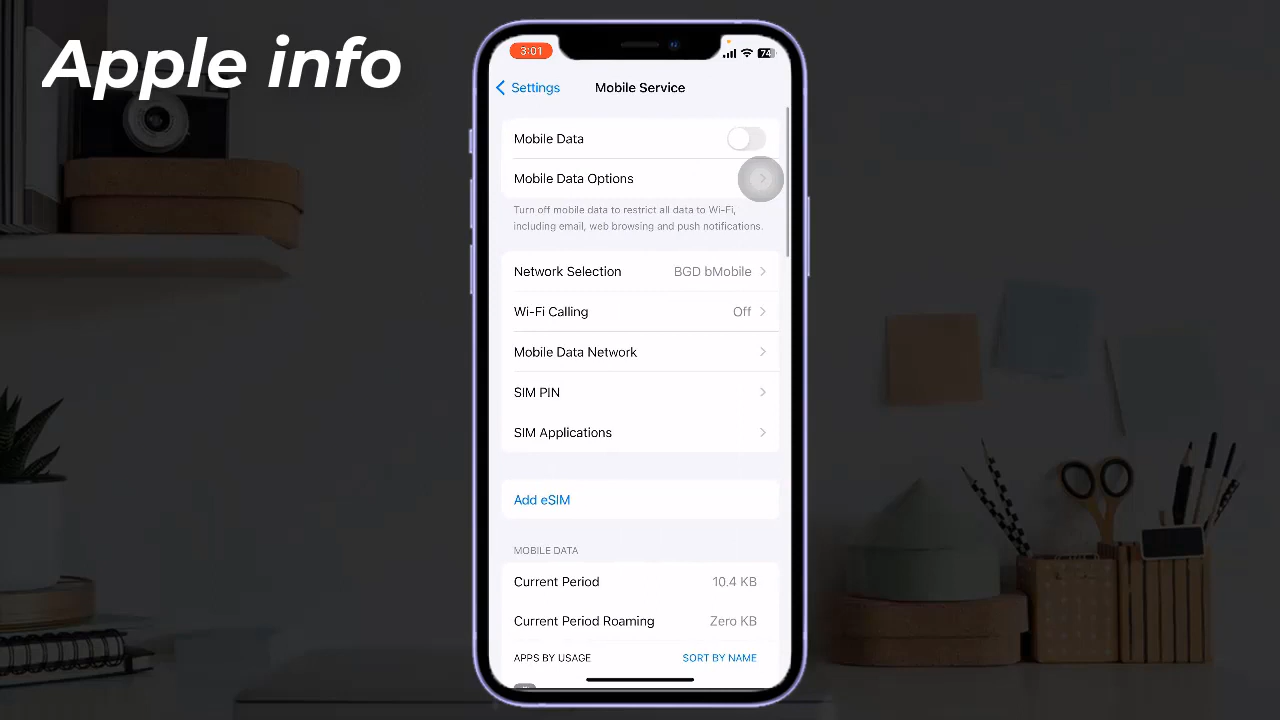 Apple info
3:01
74
Settings
Mobile Service
Mobile Data
Mobile Data Options
Turn off mobile data to restrict all data to Wi-Fi,
including email, web browsing and push notifications.
Network Selection BGD bMobile
Wi-Fi Calling Off
Mobile Data Network
SIM PIN
SIM Applications
Add eSIM
MOBILE DATA
Current Period 10.4 KB
Current Period Roaming Zero KB
APPS BY USAGE SORT BY NAME